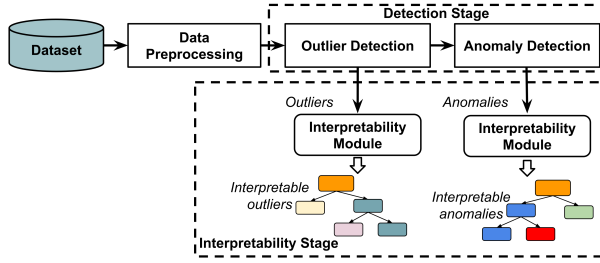 Detection Stage
Dataset
Data
Preprocessing
Outlier Detection
Anomaly Detection
Outliers
Anomalies
Interpretability
Module
Interpretability
Module
Interpretable
outliers
Interpretable
anomalies
Interpretability Stage